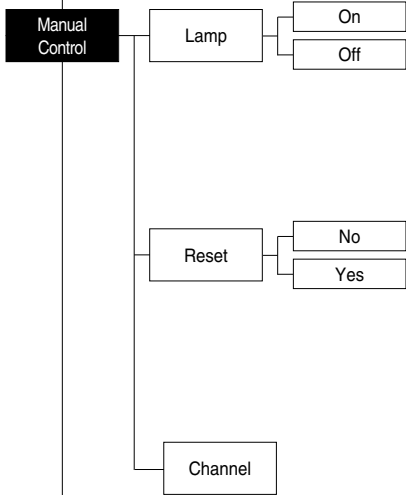 Manual
Control
Lamp
On
Off
Reset
No
Yes
Channel